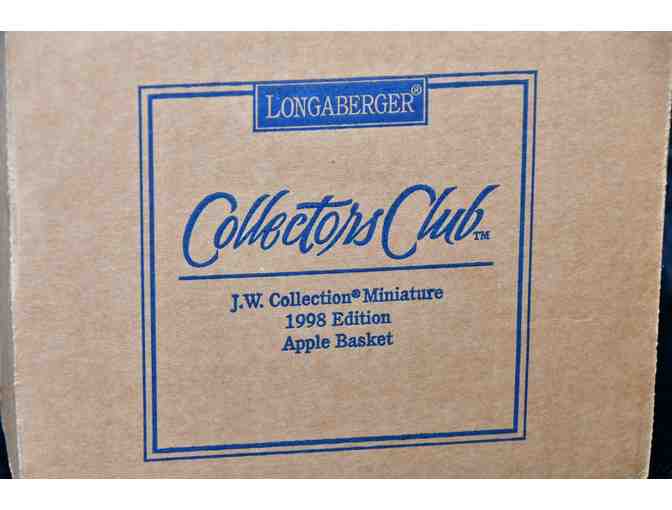 LONGABERGER®
Collectors Club™
J.W. Collection® Miniature
1998 Edition
Apple Basket